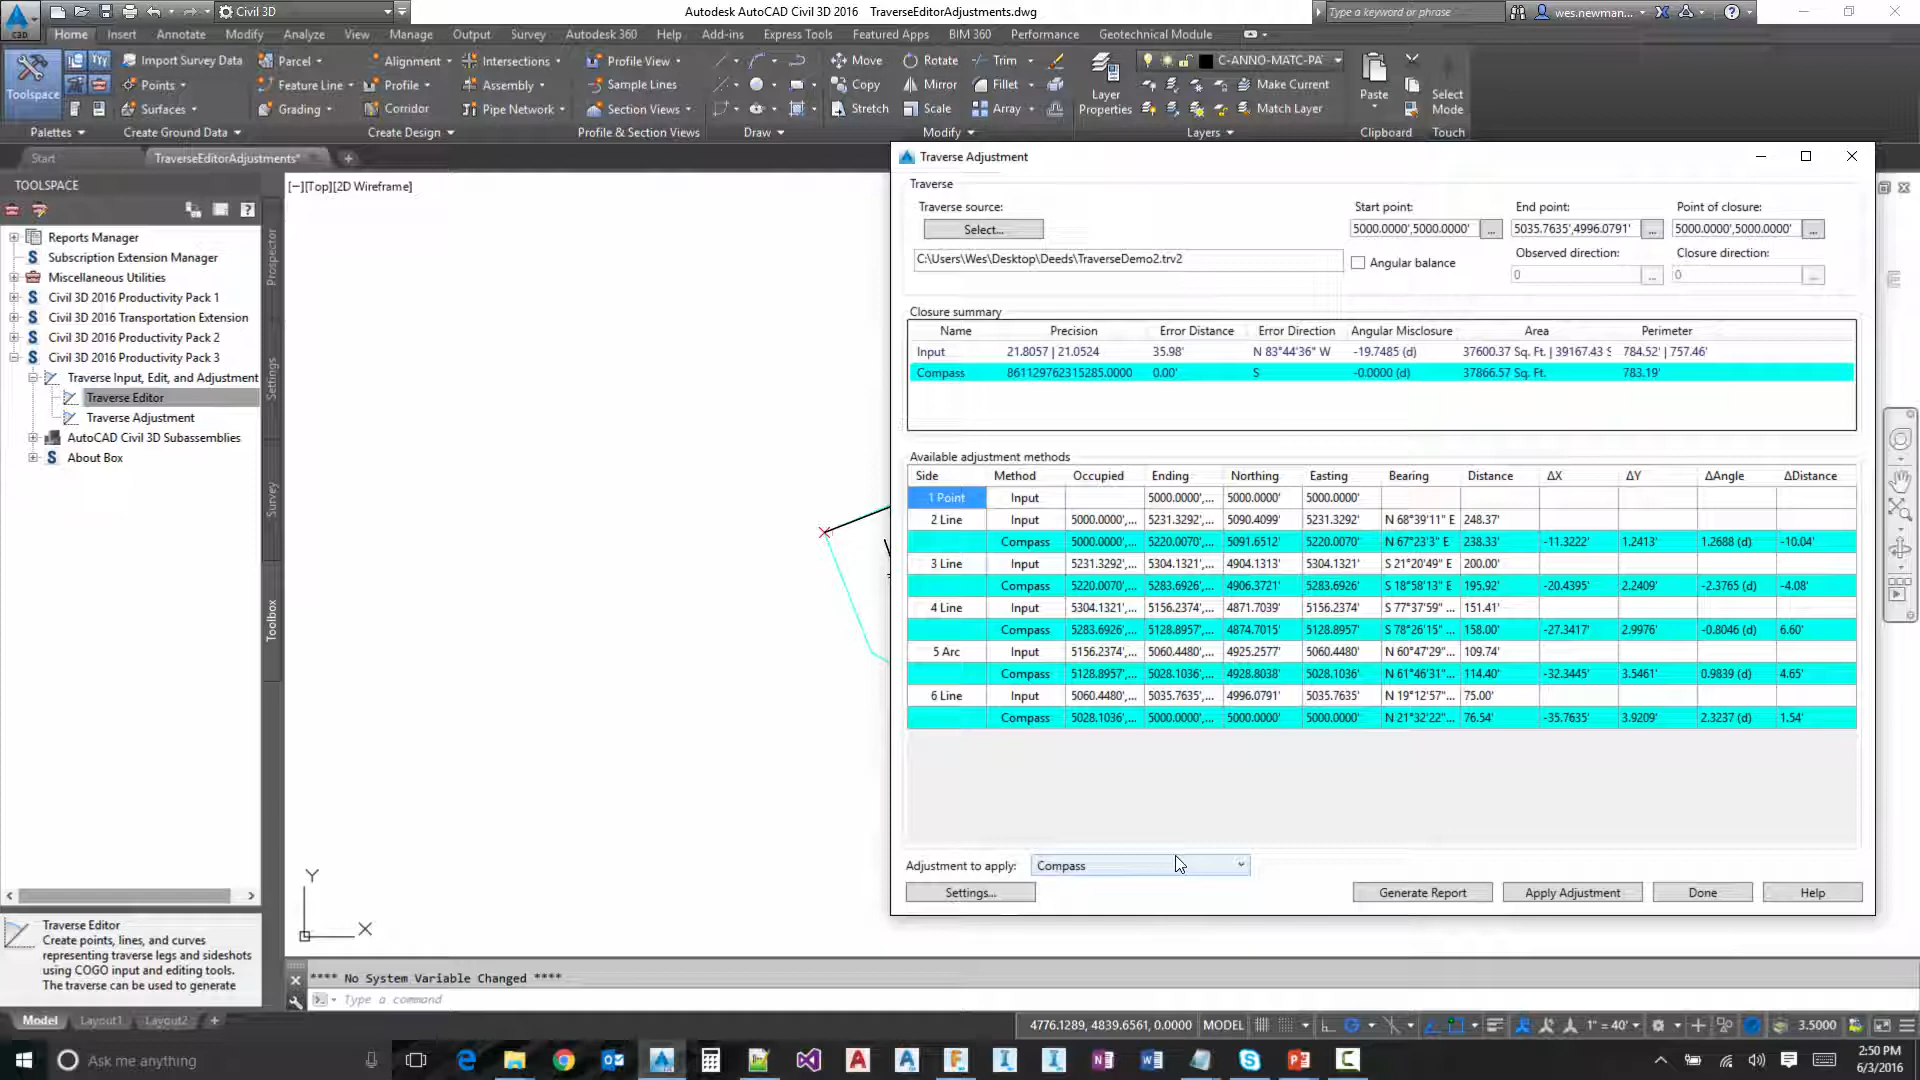 C3D
Civil 3D
Autodesk AutoCAD Civil 3D 2016 TraverseEditorAdjustments.dwg
Type a keyword or phrase
wes.newman...
Home Insert Annotate Modify Analyze View Manage Output Survey Autodesk 360 Help Add-ins Express Tools Featured Apps BIM 360 Performance Geotechnical Module
Toolspace
Import Survey Data
Points
Surfaces
Parcel
Feature Line
Grading
Alignment
Profile
Corridor
Intersections
Assembly
Pipe Network
Profile View
Sample Lines
Section Views
Move
Copy
Stretch
Rotate
Mirror
Scale
Trim
Fillet
Array
Layer
Properties
C-ANNO-MATC-PA
Make Current
Match Layer
Paste
Select
Mode
Palettes
Create Ground Data
Create Design
Profile & Section Views
Draw
Modify
Layers
Clipboard
Touch
Start
TraverseEditorAdjustments*
TOOLSPACE
[−][Top][2D Wireframe]
Reports Manager
Subscription Extension Manager
Miscellaneous Utilities
Civil 3D 2016 Productivity Pack 1
Civil 3D 2016 Transportation Extension
Civil 3D 2016 Productivity Pack 2
Civil 3D 2016 Productivity Pack 3
Traverse Input, Edit, and Adjustment
Traverse Editor
Traverse Adjustment
AutoCAD Civil 3D Subassemblies
About Box
Prospector
Settings
Survey
Toolbox
Traverse Editor
Create points, lines, and curves
representing traverse legs and sideshots
using COGO input and editing tools.
The traverse can be used to generate
Y
X
Traverse Adjustment
Traverse
Traverse source:
Select...
C:\Users\Wes\Desktop\Deeds\TraverseDemo2.trv2
Start point: End point: Point of closure:
5000.0000',5000.0000' ... 5035.7635',4996.0791' ... 5000.0000',5000.0000' ...
Angular balance
Observed direction: Closure direction:
0 ... 0 ...
Closure summary
Name Precision Error Distance Error Direction Angular Misclosure Area Perimeter
Input 21.8057 | 21.0524 35.98' N 83°44'36" W -19.7485 (d) 37600.37 Sq. Ft. | 39167.43 S 784.52' | 757.46'
Compass 861129762315285.0000 0.00' S -0.0000 (d) 37866.57 Sq. Ft. 783.19'
Available adjustment methods
Side Method Occupied Ending Northing Easting Bearing Distance ΔX ΔY ΔAngle ΔDistance
1 Point Input 5000.0000',... 5000.0000' 5000.0000'
2 Line Input 5000.0000',... 5231.3292',... 5090.4099' 5231.3292' N 68°39'11" E 248.37'
Compass 5000.0000',... 5220.0070',... 5091.6512' 5220.0070' N 67°23'3" E 238.33' -11.3222' 1.2413' 1.2688 (d) -10.04'
3 Line Input 5231.3292',... 5304.1321',... 4904.1313' 5304.1321' S 21°20'49" E 200.00'
Compass 5220.0070',... 5283.6926',... 4906.3721' 5283.6926' S 18°58'13" E 195.92' -20.4395' 2.2409' -2.3765 (d) -4.08'
4 Line Input 5304.1321',... 5156.2374',... 4871.7039' 5156.2374' S 77°37'59" ... 151.41'
Compass 5283.6926',... 5128.8957',... 4874.7015' 5128.8957' S 78°26'15" ... 158.00' -27.3417' 2.9976' -0.8046 (d) 6.60'
5 Arc Input 5156.2374',... 5060.4480',... 4925.2577' 5060.4480' N 60°47'29"... 109.74'
Compass 5128.8957',... 5028.1036',... 4928.8038' 5028.1036' N 61°46'31"... 114.40' -32.3445' 3.5461' 0.9839 (d) 4.65'
6 Line Input 5060.4480',... 5035.7635',... 4996.0791' 5035.7635' N 19°12'57"... 75.00'
Compass 5028.1036',... 5000.0000',... 5000.0000' 5000.0000' N 21°32'22"... 76.54' -35.7635' 3.9209' 2.3237 (d) 1.54'
Adjustment to apply: Compass
Settings... Generate Report Apply Adjustment Done Help
**** No System Variable Changed ****
Type a command
Model Layout1 Layout2 +
4776.1289, 4839.6561, 0.0000 MODEL 1" = 40' 3.5000
Ask me anything
2:50 PM
6/3/2016